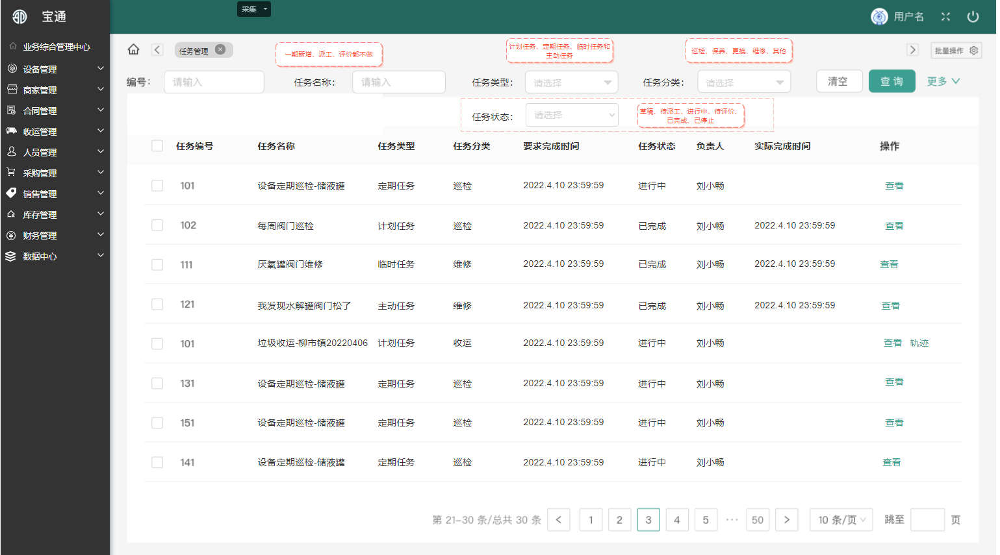 宝通
采集
用户名
业务综合管理中心
设备管理
商家管理
合同管理
收运管理
人员管理
采购管理
销售管理
库存管理
财务管理
数据中心
任务管理
一期新增、派工、评价都不做
计划任务、定期任务、临时任务和
主动任务
巡检、保养、更换、维修、其他
批量操作
编号： 请输入 任务名称： 请输入 任务类型： 请选择 任务分类： 请选择 清空 查 询 更多
任务状态： 请选择
草稿、待派工、进行中、待评价、
已完成、已停止
任务编号 任务名称 任务类型 任务分类 要求完成时间 任务状态 负责人 实际完成时间 操作
101 设备定期巡检-储液罐 定期任务 巡检 2022.4.10 23:59:59 进行中 刘小畅 查看
102 每周阀门巡检 计划任务 巡检 2022.4.10 23:59:59 已完成 刘小畅 2022.4.10 23:59:59 查看
111 厌氧罐阀门维修 临时任务 维修 2022.4.10 23:59:59 已完成 刘小畅 2022.4.10 23:59:59 查看
121 我发现水解罐阀门松了 主动任务 维修 2022.4.10 23:59:59 已完成 刘小畅 2022.4.10 23:59:59 查看
101 垃圾收运-柳市镇20220406 计划任务 收运 2022.4.10 23:59:59 进行中 刘小畅 查看 轨迹
131 设备定期巡检-储液罐 定期任务 巡检 2022.4.10 23:59:59 进行中 刘小畅 查看
151 设备定期巡检-储液罐 定期任务 巡检 2022.4.10 23:59:59 进行中 刘小畅 查看
141 设备定期巡检-储液罐 定期任务 巡检 2022.4.10 23:59:59 进行中 刘小畅 查看
第 21-30 条/总共 30 条 < 1 2 3 4 5 ··· 50 > 10 条/页 跳至 页